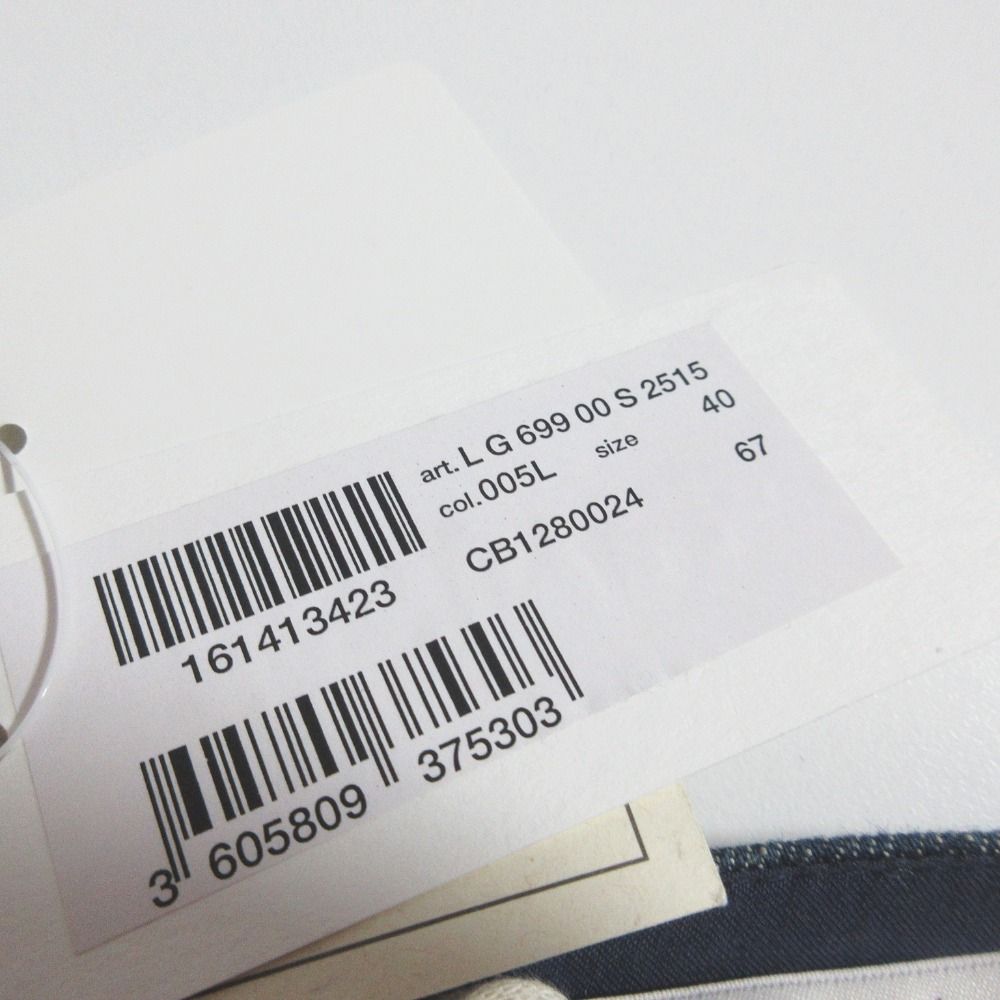 art. L G 699 00 S 2515
col. 005L size 40
67
CB1280024
161413423
3 605809 375303